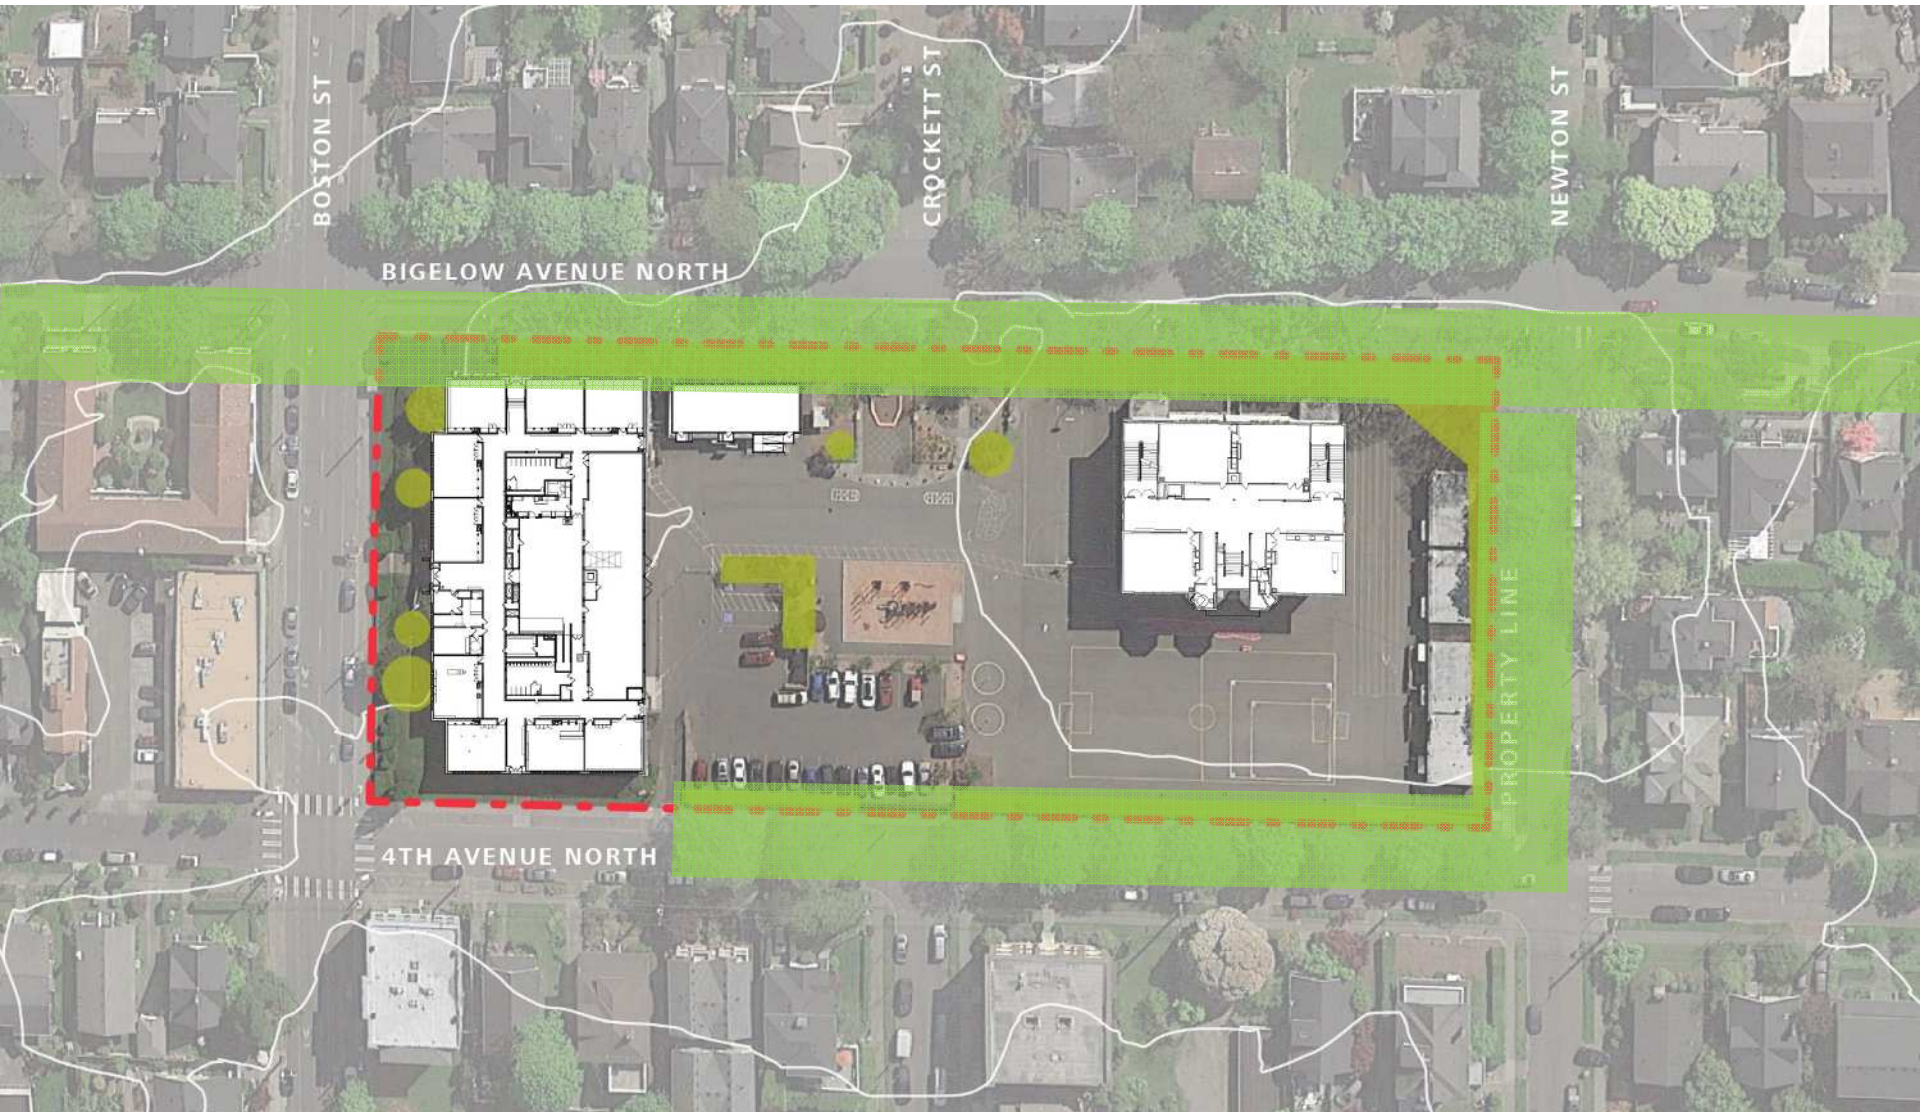 BOSTON ST
CROCKETT ST
NEWTON ST
BIGELOW AVENUE NORTH
PROPERTY LINE
4TH AVENUE NORTH